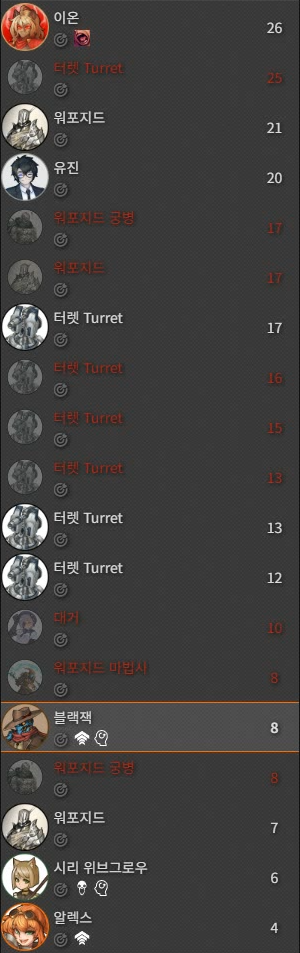 이온
26
터렛 Turret
25
워포지드
21
유진
20
워포지드 궁병
17
워포지드
17
터렛 Turret
17
터렛 Turret
16
터렛 Turret
15
터렛 Turret
13
터렛 Turret
13
터렛 Turret
12
대거
10
워포지드 마법사
8
블랙잭
8
워포지드 궁병
8
워포지드
7
시리 위브그로우
6
알렉스
4